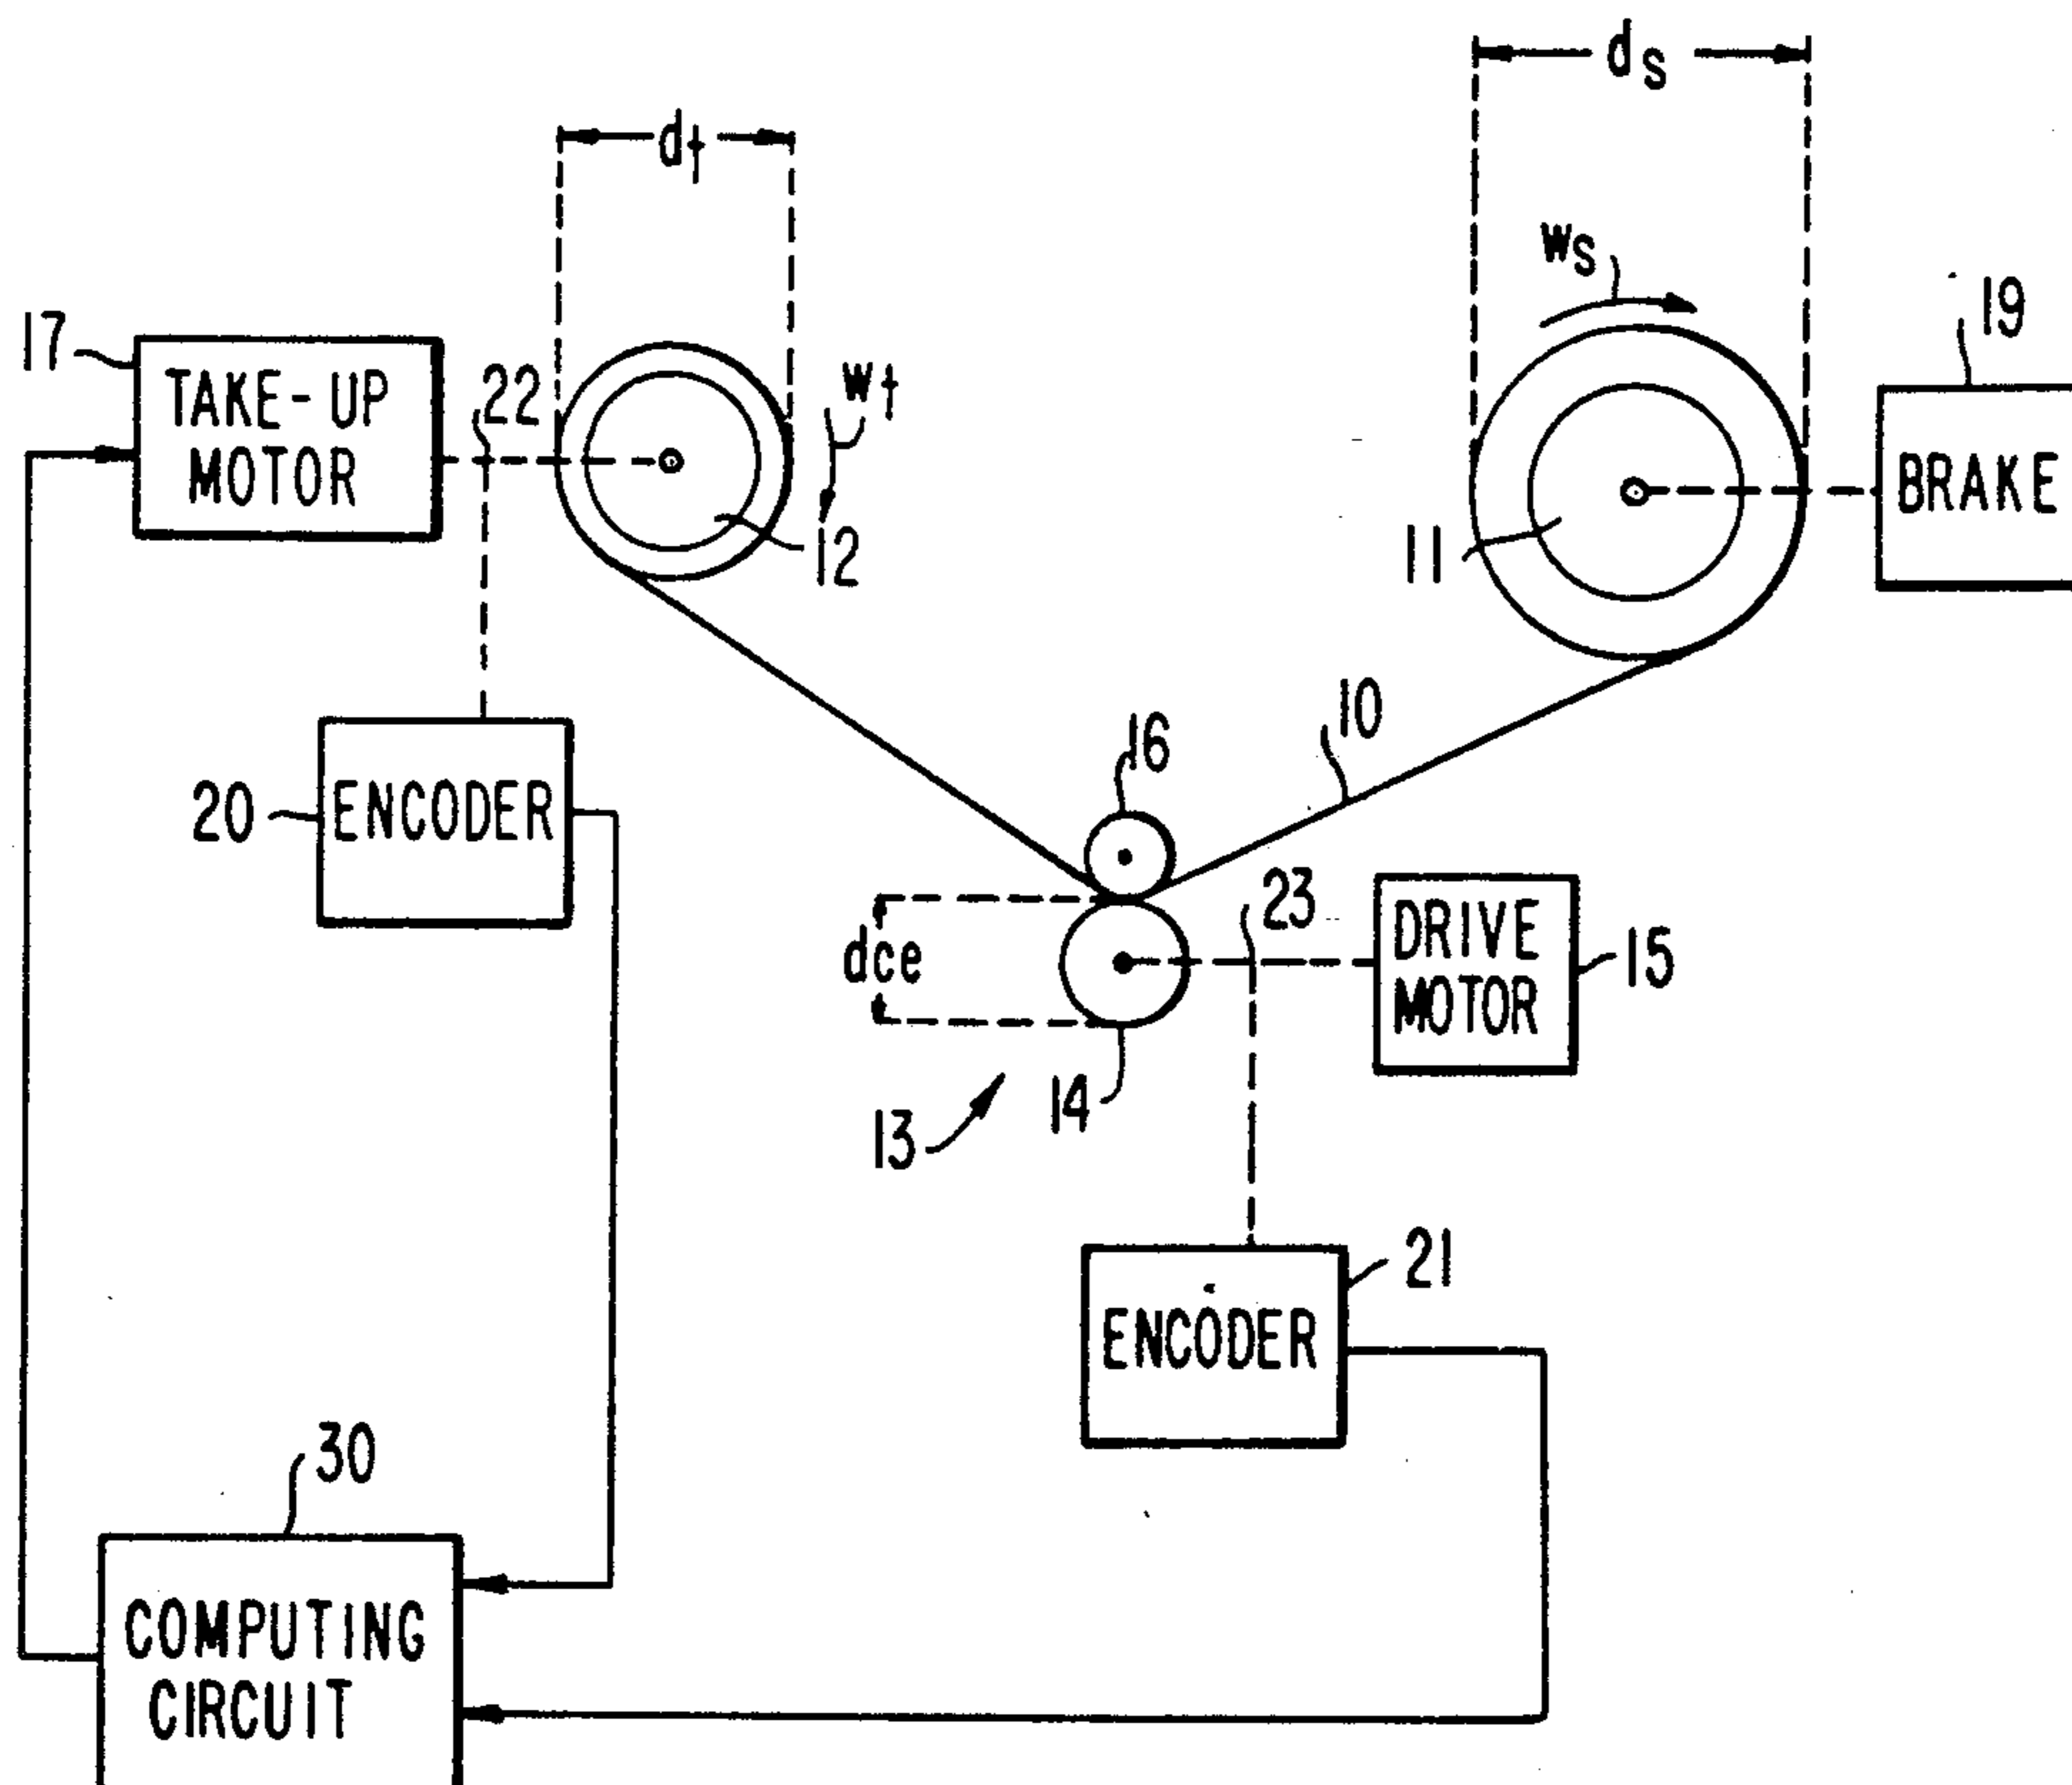 ds
dt
ws
19
17
TAKE-UP
MOTOR
22
wt
BRAKE
12
11
10
16
20
ENCODER
23
dce
DRIVE
MOTOR
15
14
13
21
ENCODER
30
COMPUTING
CIRCUIT